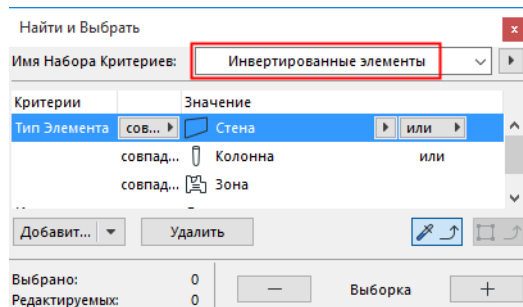 Найти и Выбрать
x
Имя Набора Критериев: Инвертированные элементы
Критерии Значение
Тип Элемента сов... Стена или
совпад... Колонна или
совпад... Зона
Добавит... Удалить
Выбрано: 0
Редактируемых: 0
— Выборка +